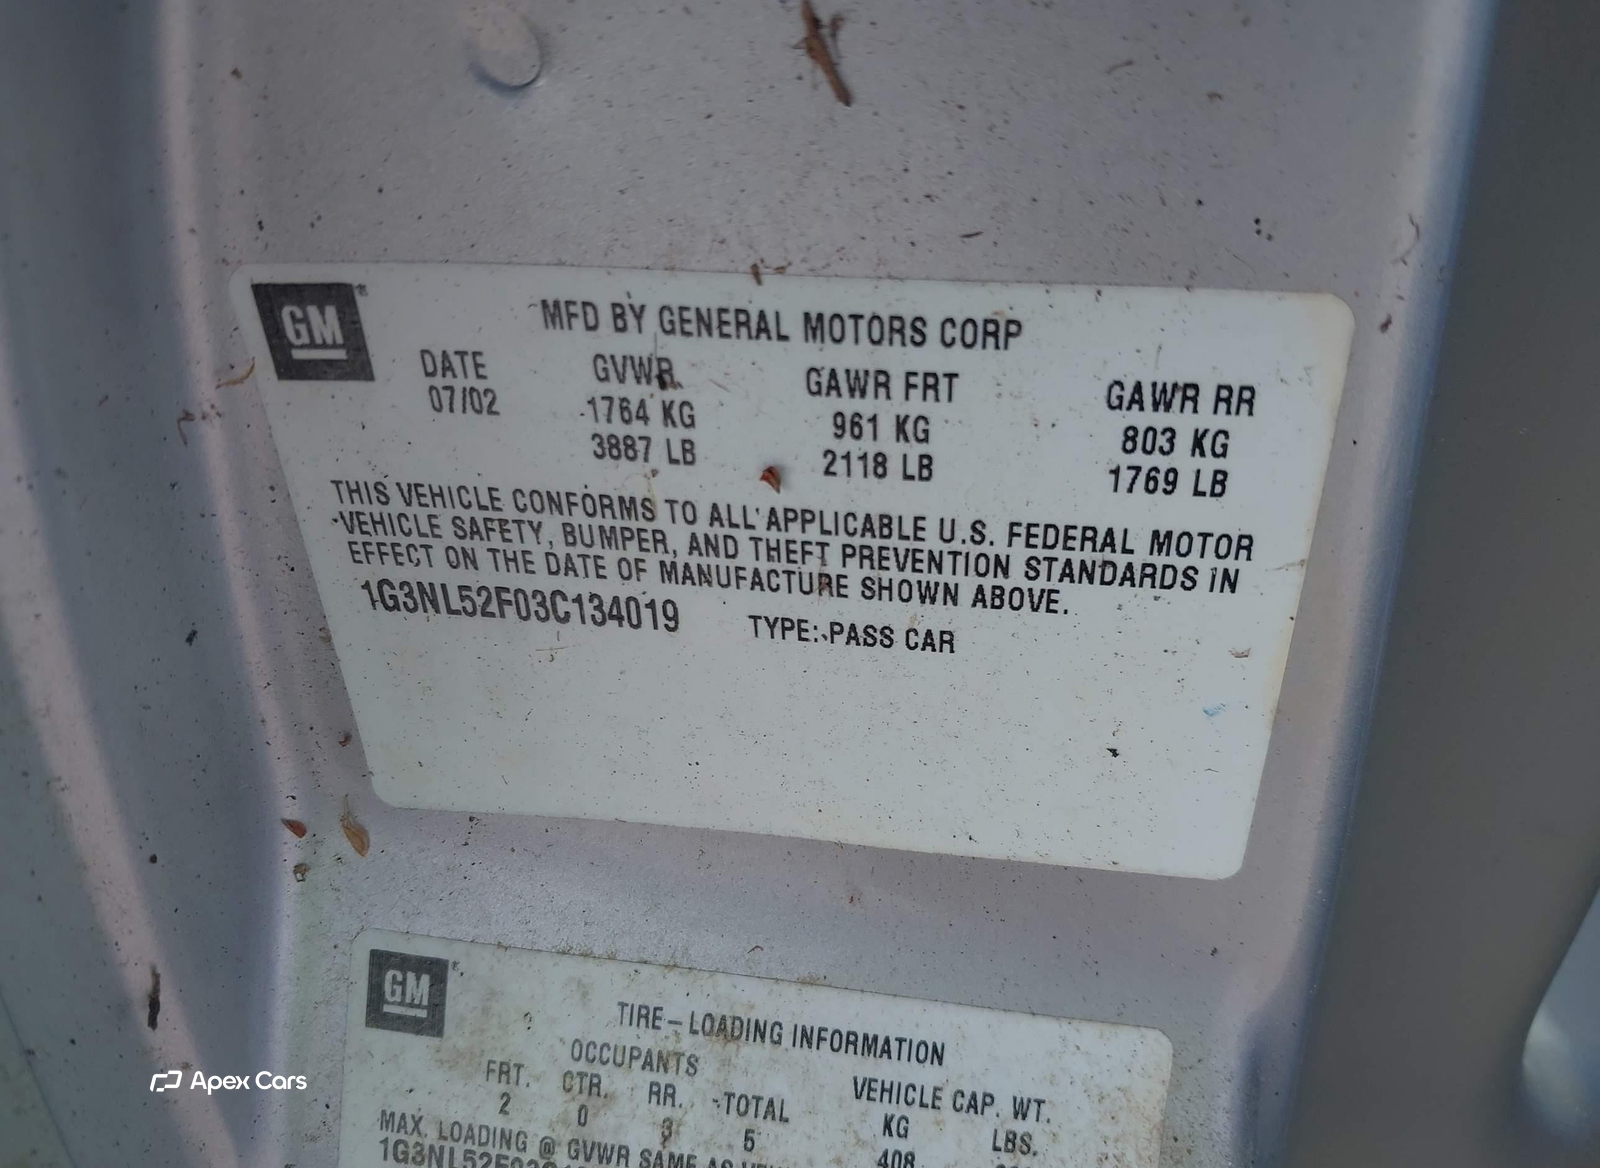 GM
MFD BY GENERAL MOTORS CORP
DATE GVWR GAWR FRT GAWR RR
07/02 1764 KG 961 KG 803 KG
3887 LB 2118 LB 1769 LB
THIS VEHICLE CONFORMS TO ALL APPLICABLE U.S. FEDERAL MOTOR
VEHICLE SAFETY, BUMPER, AND THEFT PREVENTION STANDARDS IN
EFFECT ON THE DATE OF MANUFACTURE SHOWN ABOVE.
1G3NL52F03C134019 TYPE: PASS CAR
GM
TIRE-LOADING INFORMATION
OCCUPANTS VEHICLE CAP. WT.
FRT. CTR. RR. TOTAL KG LBS.
2 0 3 5 408
MAX. LOADING @ GVWR SAME AS
Apex Cars